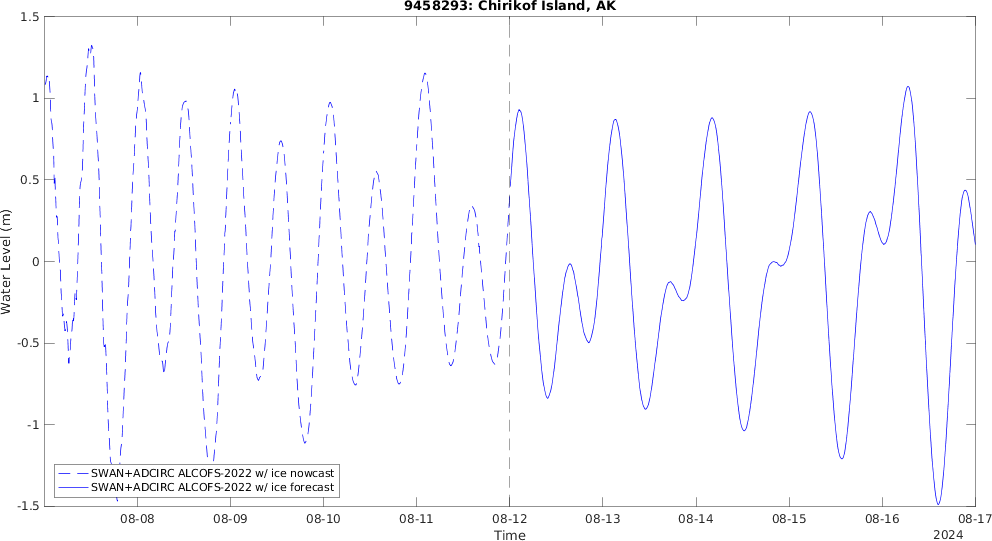 9458293: Chirikof Island, AK
1.5
1
0.5
0
-0.5
-1
-1.5
Water Level (m)
SWAN+ADCIRC ALCOFS-2022 w/ ice nowcast
SWAN+ADCIRC ALCOFS-2022 w/ ice forecast
08-08 08-09 08-10 08-11 08-12 08-13 08-14 08-15 08-16 08-17
Time
2024